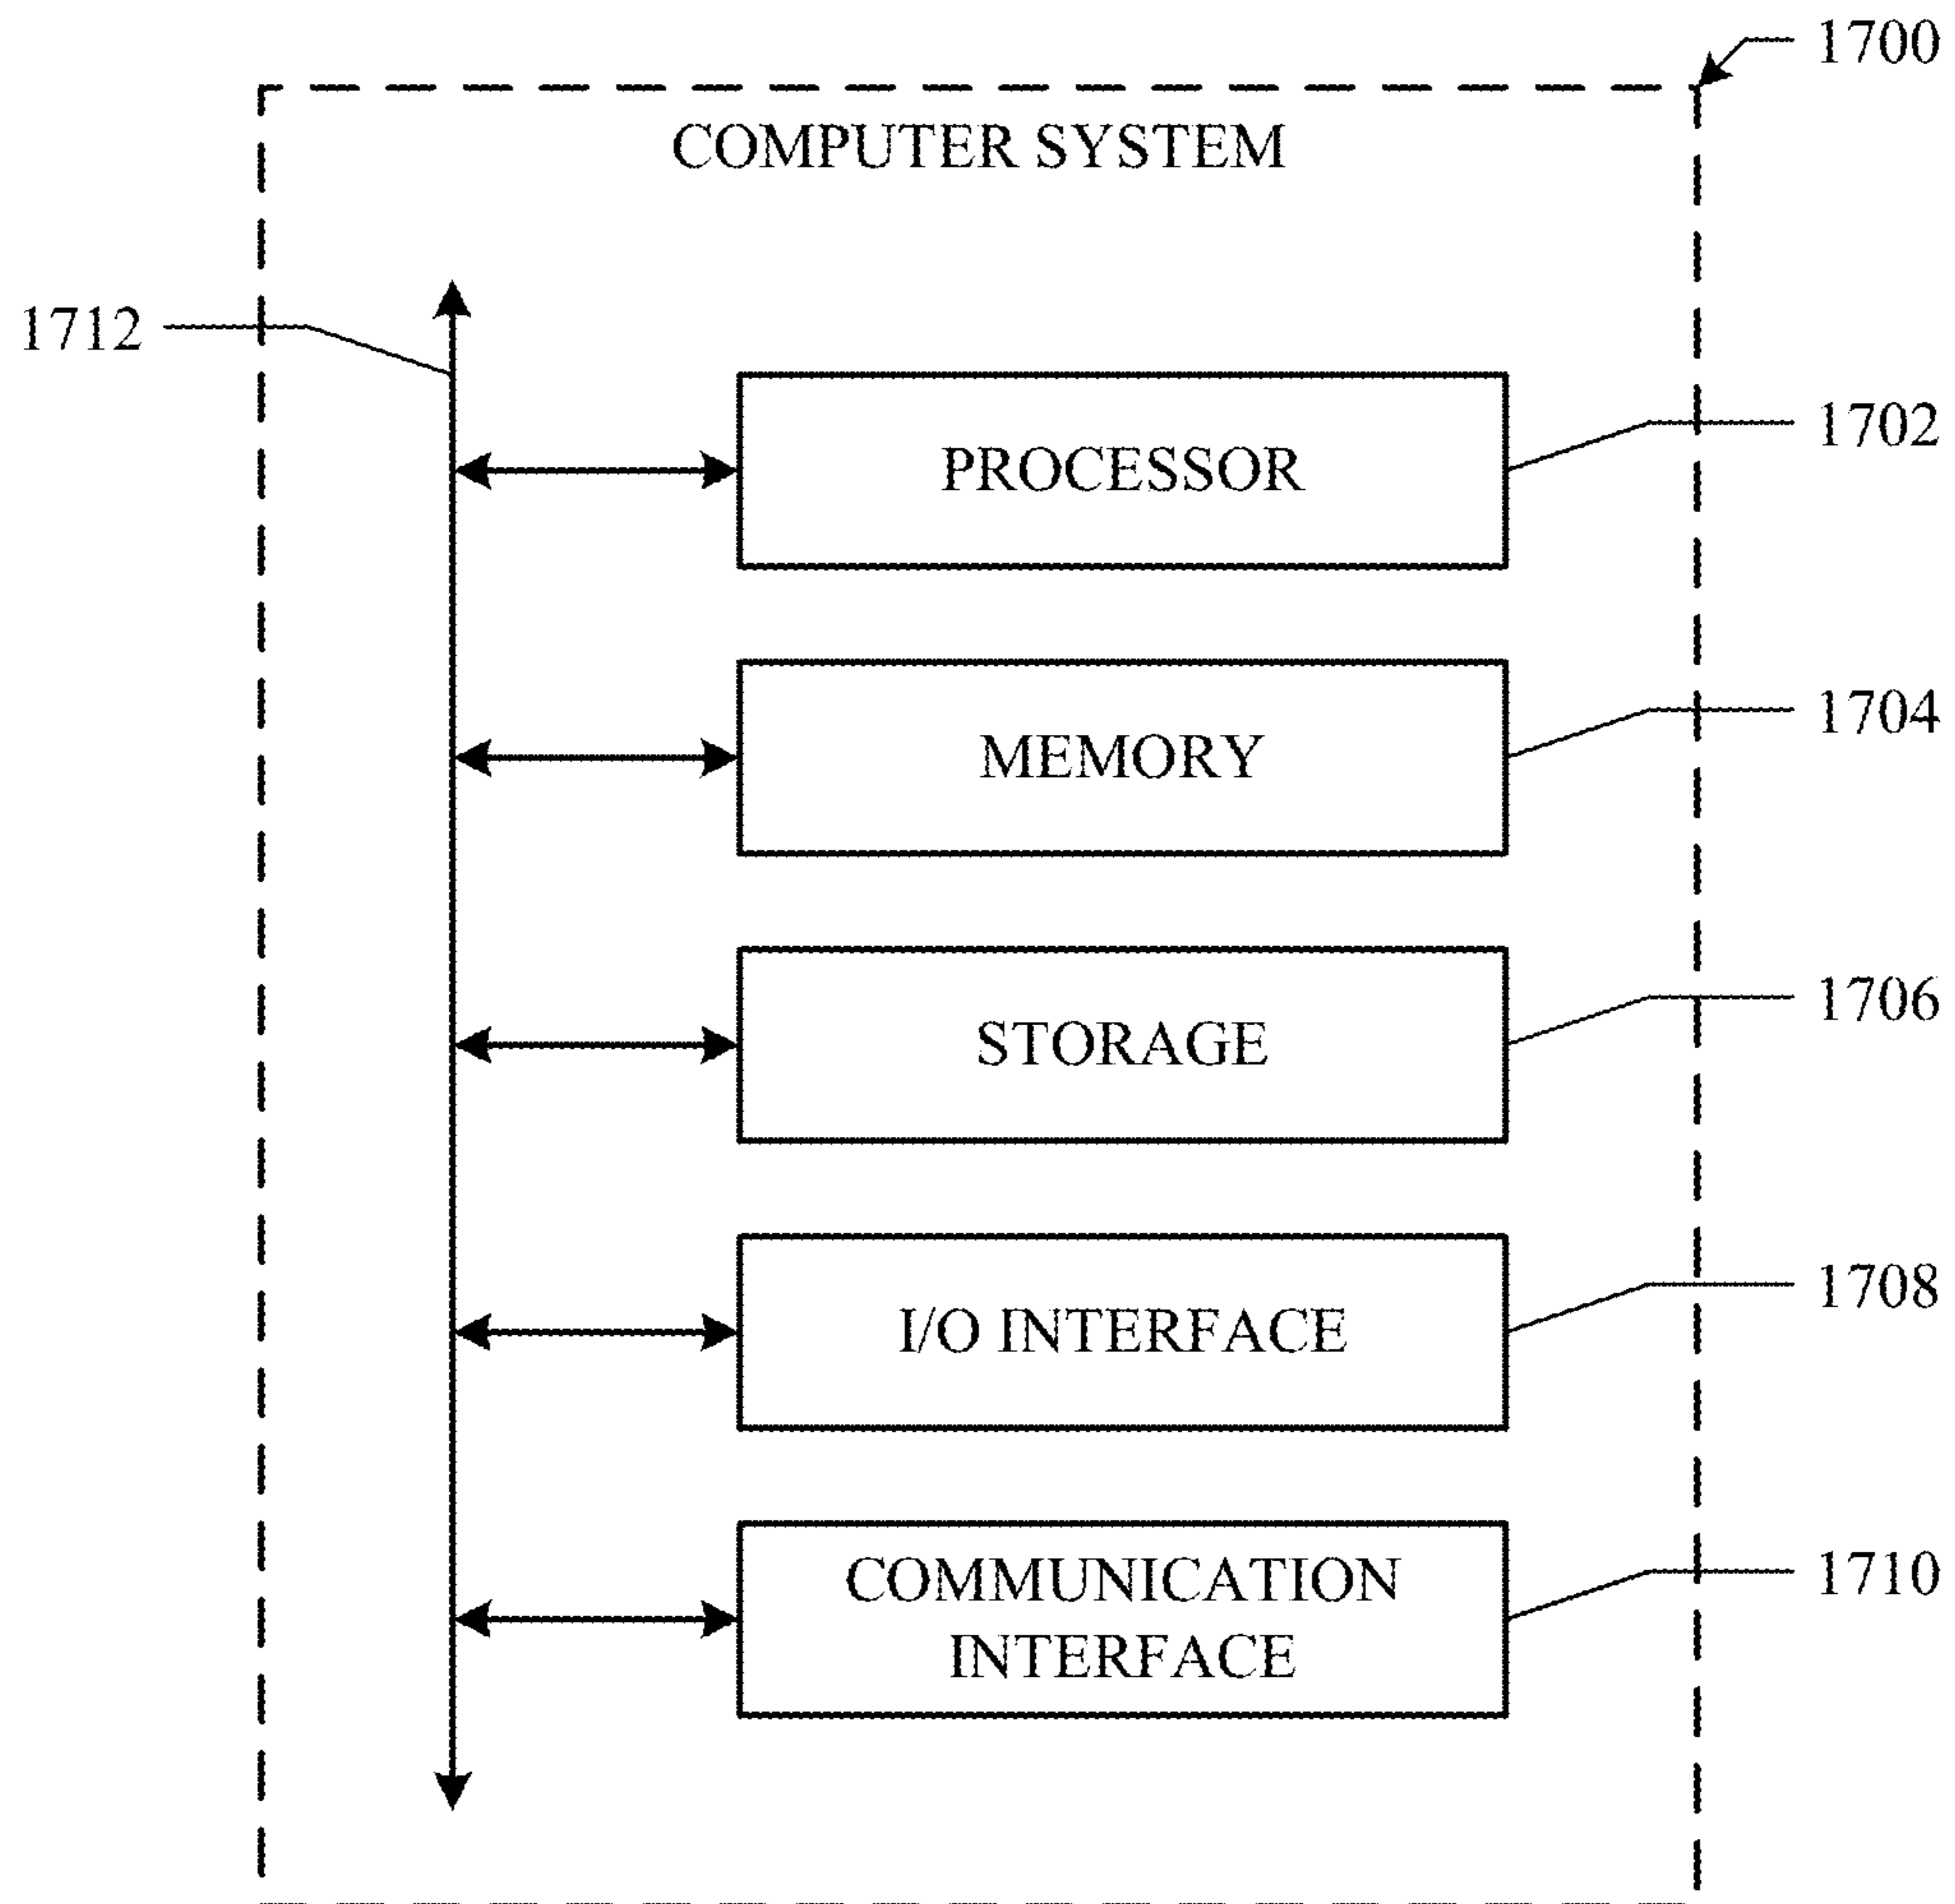 1700
COMPUTER SYSTEM
1712
1702
PROCESSOR
1704
MEMORY
1706
STORAGE
1708
I/O INTERFACE
1710
COMMUNICATION
INTERFACE